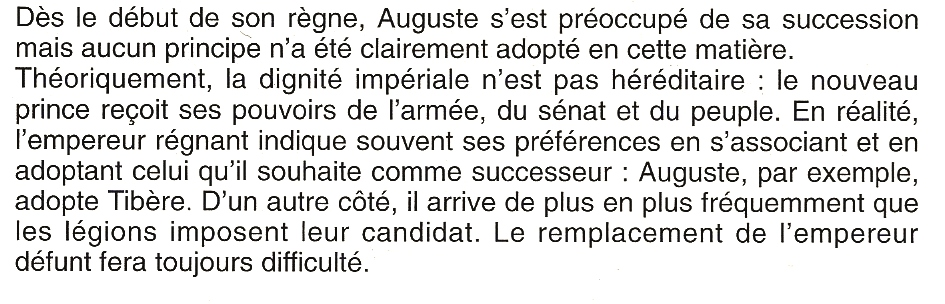 Dès le début de son règne, Auguste s'est préoccupé de sa succession
mais aucun principe n'a été clairement adopté en cette matière.
Théoriquement, la dignité impériale n'est pas héréditaire : le nouveau
prince reçoit ses pouvoirs de l'armée, du sénat et du peuple. En réalité,
l'empereur régnant indique souvent ses préférences en s'associant et en
adoptant celui qu'il souhaite comme successeur : Auguste, par exemple,
adopte Tibère. D'un autre côté, il arrive de plus en plus fréquemment que
les légions imposent leur candidat. Le remplacement de l'empereur
défunt fera toujours difficulté.